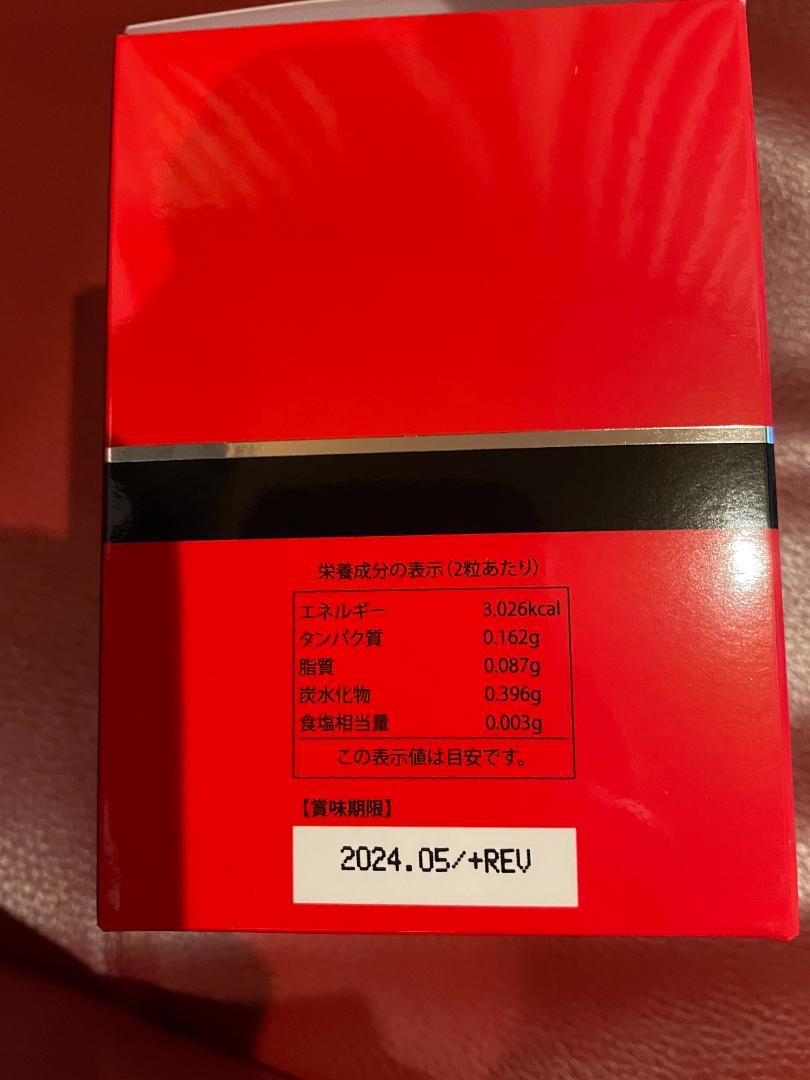 栄養成分の表示(2粒あたり)
エネルギー 3.026kcal
タンパク質 0.162g
脂質 0.087g
炭水化物 0.396g
食塩相当量 0.003g
この表示値は目安です。
【賞味期限】
2024.05/+REV